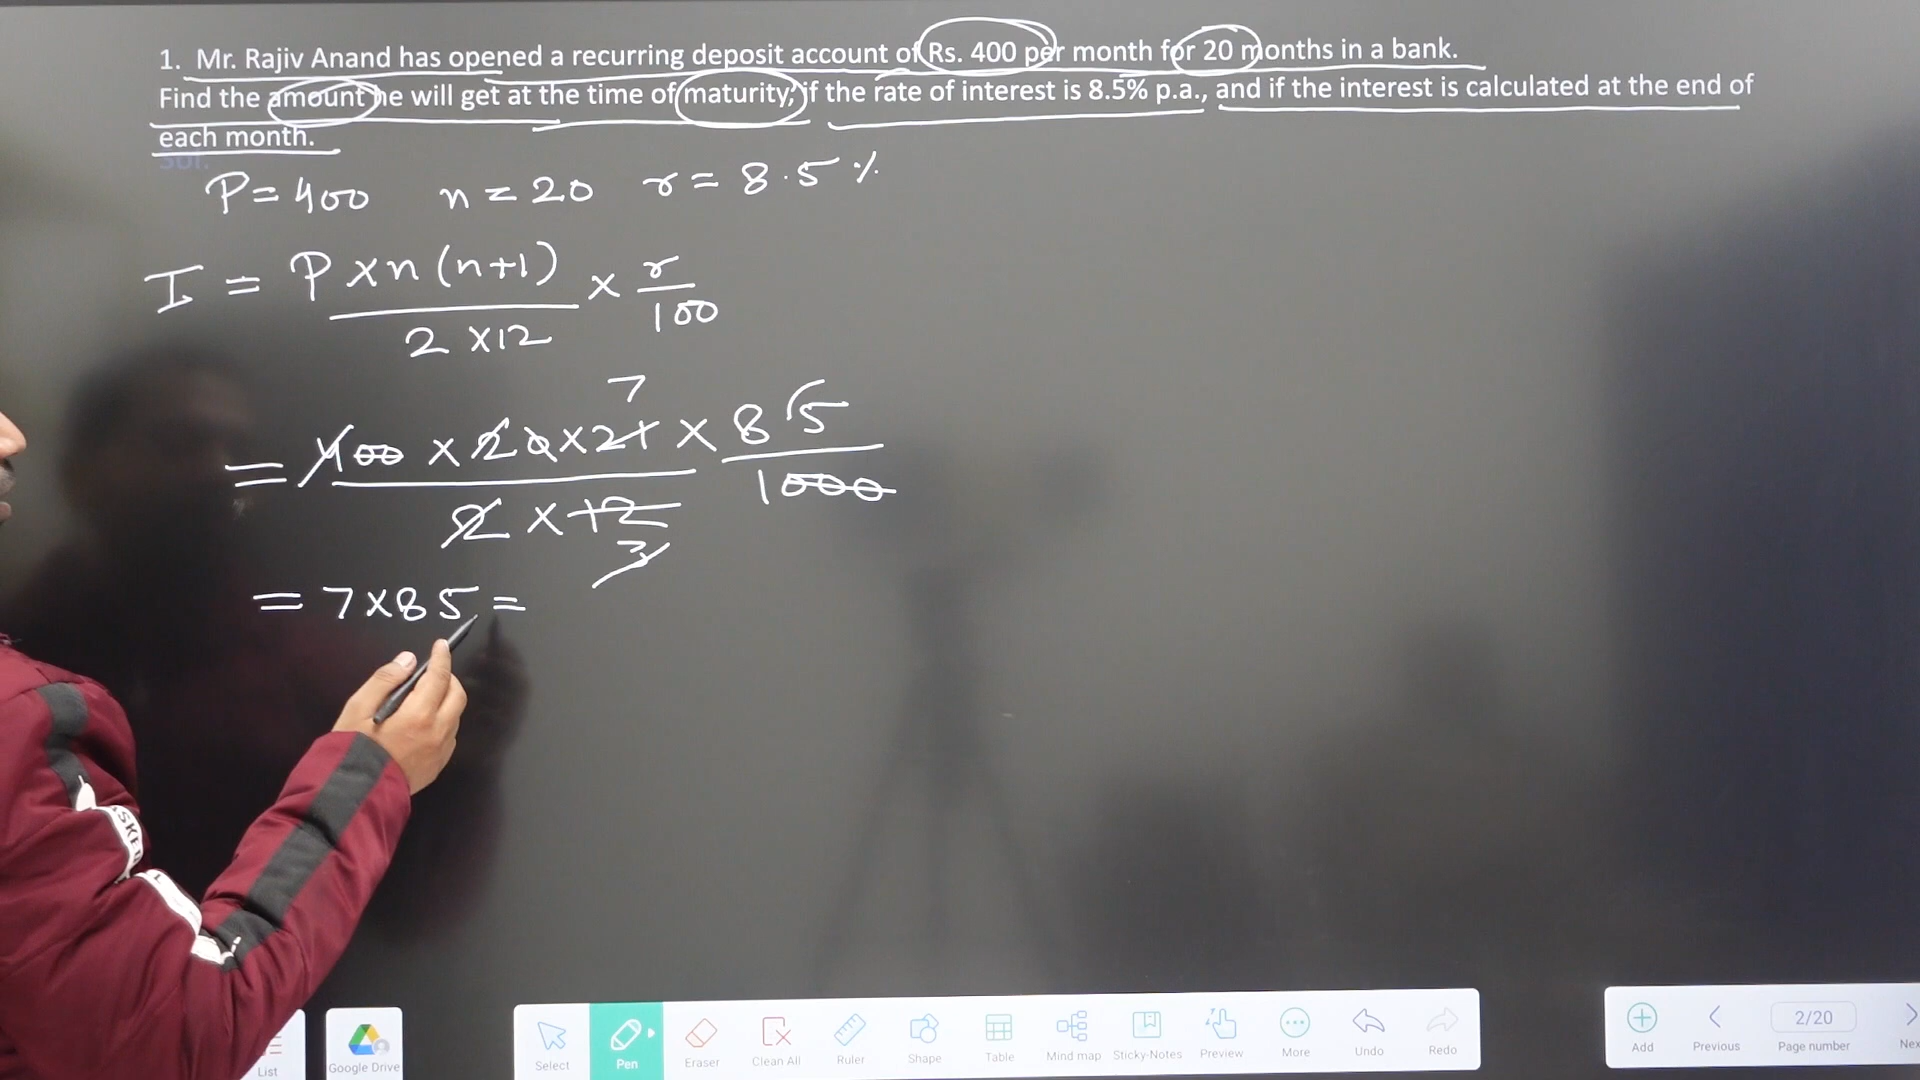 1. Mr. Rajiv Anand has opened a recurring deposit account of Rs. 400 per month for 20 months in a bank.
Find the amount he will get at the time of maturity, if the rate of interest is 8.5% p.a., and if the interest is calculated at the end of
each month.
Sol.
P = 400 n = 20 r = 8.5 %
I = P × n (n+1) / 2 × 12 × r / 100
7
= 400 × 20 × 21 × 85 / 2 × 12 × 1000
3
= 7 × 85 =
List
Google Drive
Select
Pen
Eraser
Clean All
Ruler
Shape
Table
Mind map
Sticky-Notes
Preview
More
Undo
Redo
Add
Previous
2/20
Page number
Nex